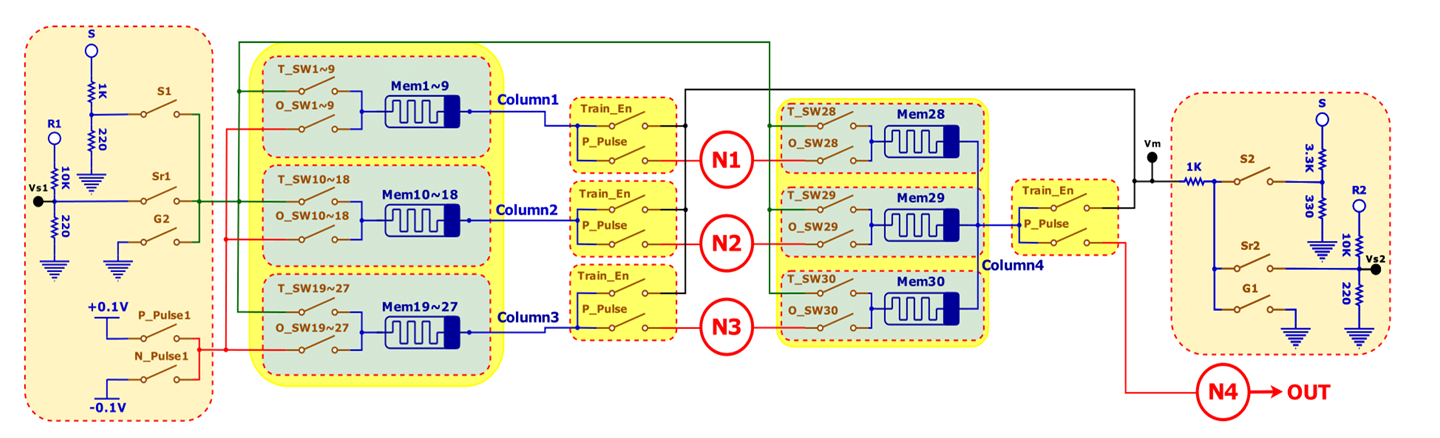 S
1K
220
S1
R1
10K
Vs1
220
Sr1
G2
+0.1V
P_Pulse1
N_Pulse1
-0.1V
T_SW1~9
O_SW1~9
Mem1~9
Column1
T_SW10~18
O_SW10~18
Mem10~18
Column2
T_SW19~27
O_SW19~27
Mem19~27
Column3
Train_En
P_Pulse
Train_En
P_Pulse
Train_En
P_Pulse
N1
N2
N3
T_SW28
O_SW28
Mem28
T_SW29
O_SW29
Mem29
T_SW30
O_SW30
Mem30
Column4
Train_En
P_Pulse
Vm
1K
S
3.3K
330
S2
R2
10K
Vs2
220
Sr2
G1
N4
OUT